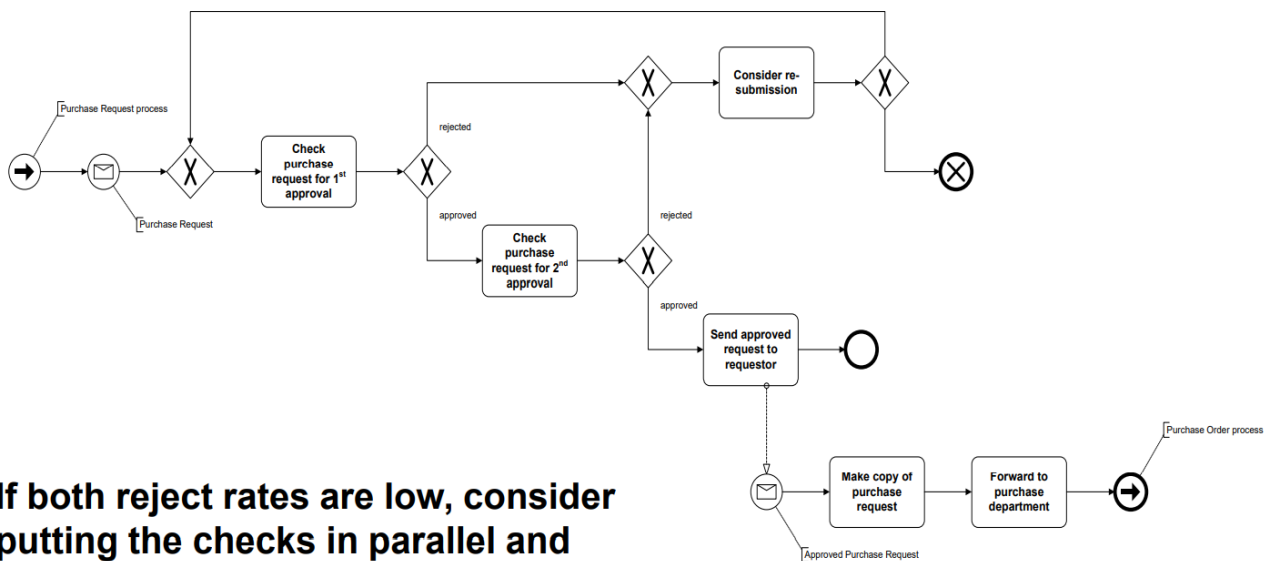 Purchase Request process
Consider re-
submission
rejected
Check
purchase
request for 1st
approval
Purchase Request
approved
rejected
Check
purchase
request for 2nd
approval
approved
Send approved
request to
requestor
Purchase Order process
Make copy of
purchase
request
Forward to
purchase
department
Approved Purchase Request
If both reject rates are low, consider
putting the checks in parallel and